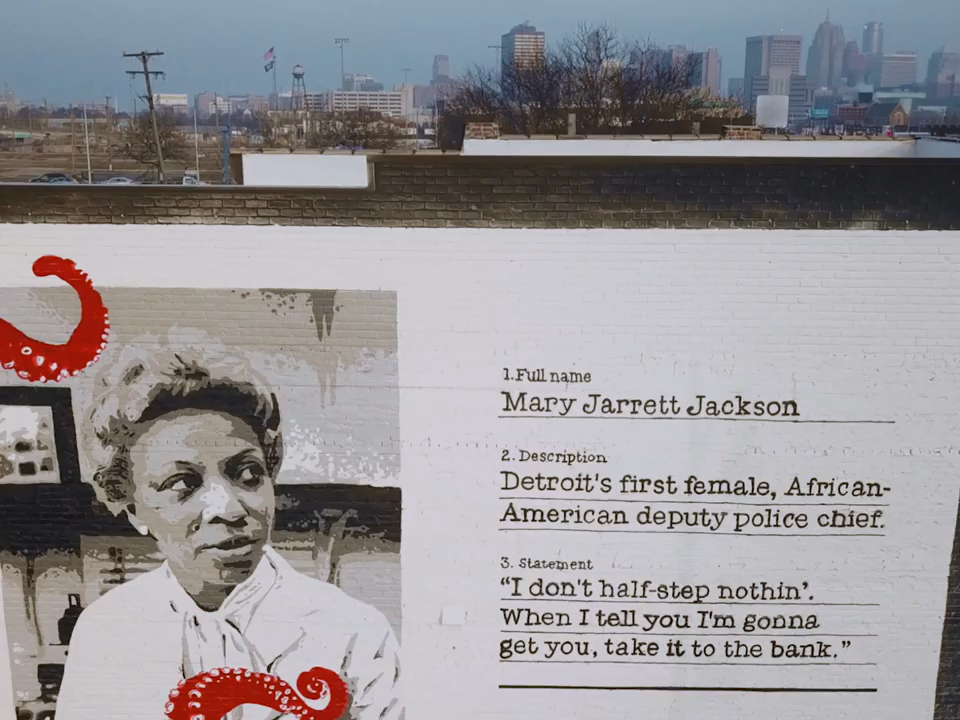 1. Full name
Mary Jarrett Jackson
2. Description
Detroit's first female, African-
American deputy police chief.
3. Statement
“I don't half-step nothin’.
When I tell you I'm gonna
get you, take it to the bank.”